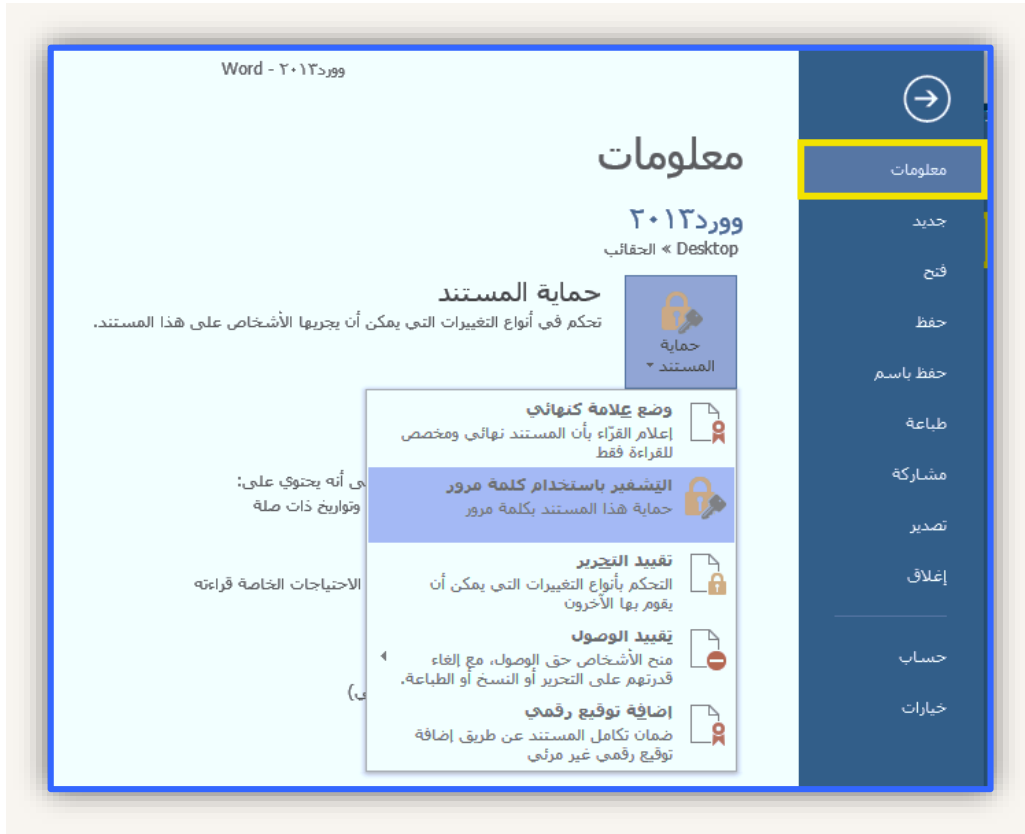 وورد٢٠١٣ - Word
معلومات
جديد
فتح
حفظ
حفظ باسم
طباعة
مشاركة
تصدير
إغلاق
حساب
خيارات
معلومات
وورد٢٠١٣
Desktop » الحقائب
حماية المستند
تحكم في أنواع التغييرات التي يمكن أن يجريها الأشخاص على هذا المستند.
حماية
المستند
وضع علامة كنهائي
إعلام القرّاء بأن المستند نهائي ومخصص
للقراءة فقط
التشفير باستخدام كلمة مرور
حماية هذا المستند بكلمة مرور
تقييد التحرير
التحكم بأنواع التغييرات التي يمكن أن
يقوم بها الآخرون
تقييد الوصول
منح الأشخاص حق الوصول، مع إلغاء
قدرتهم على التحرير أو النسخ أو الطباعة.
إضافة توقيع رقمي
ضمان تكامل المستند عن طريق إضافة
توقيع رقمي غير مرئي
أنه يحتوي على:
وتواريخ ذات صلة
الاحتياجات الخاصة قراءته